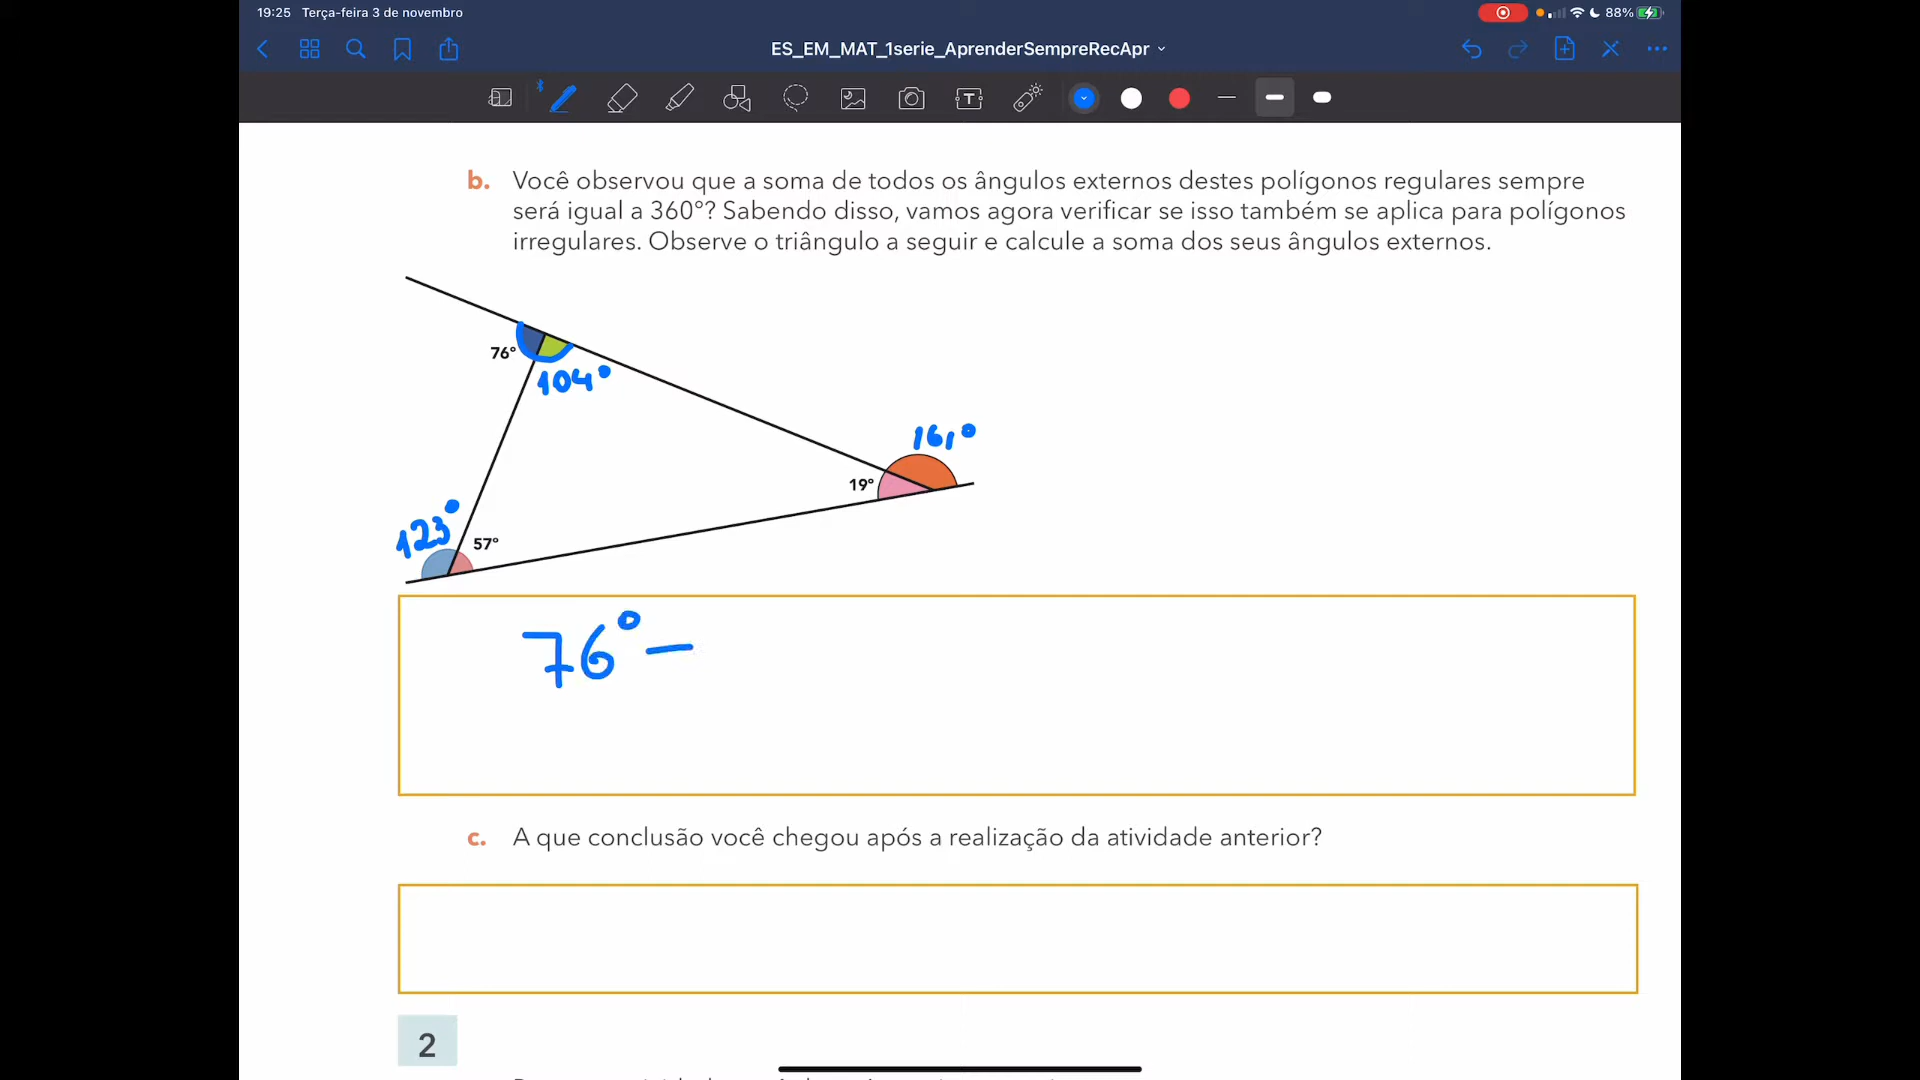 19:25 Terça-feira 3 de novembro
88%
ES_EM_MAT_1serie_AprenderSempreRecApr
b. Você observou que a soma de todos os ângulos externos destes polígonos regulares sempre
será igual a 360°? Sabendo disso, vamos agora verificar se isso também se aplica para polígonos
irregulares. Observe o triângulo a seguir e calcule a soma dos seus ângulos externos.
76°
104°
161°
19°
123°
57°
76° –
c. A que conclusão você chegou após a realização da atividade anterior?
2